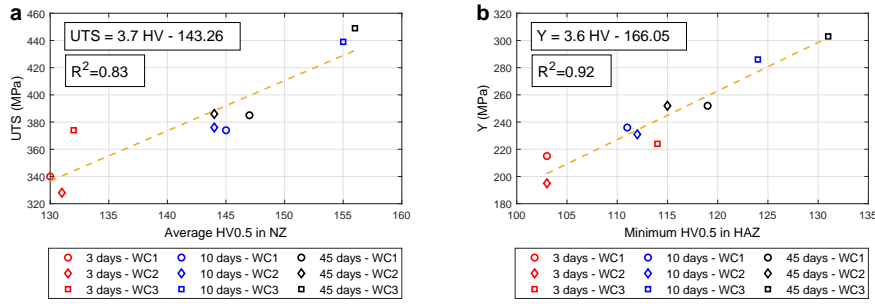 a
UTS = 3.7 HV - 143.26
R²=0.83
UTS (MPa)
460
440
420
400
380
360
340
320
130
135
140
145
150
155
160
Average HV0.5 in NZ
3 days - WC1
10 days - WC1
45 days - WC1
3 days - WC2
10 days - WC2
45 days - WC2
3 days - WC3
10 days - WC3
45 days - WC3
b
Y = 3.6 HV - 166.05
R²=0.92
Y (MPa)
320
300
280
260
240
220
200
180
100
105
110
115
120
125
130
135
Minimum HV0.5 in HAZ
3 days - WC1
10 days - WC1
45 days - WC1
3 days - WC2
10 days - WC2
45 days - WC2
3 days - WC3
10 days - WC3
45 days - WC3